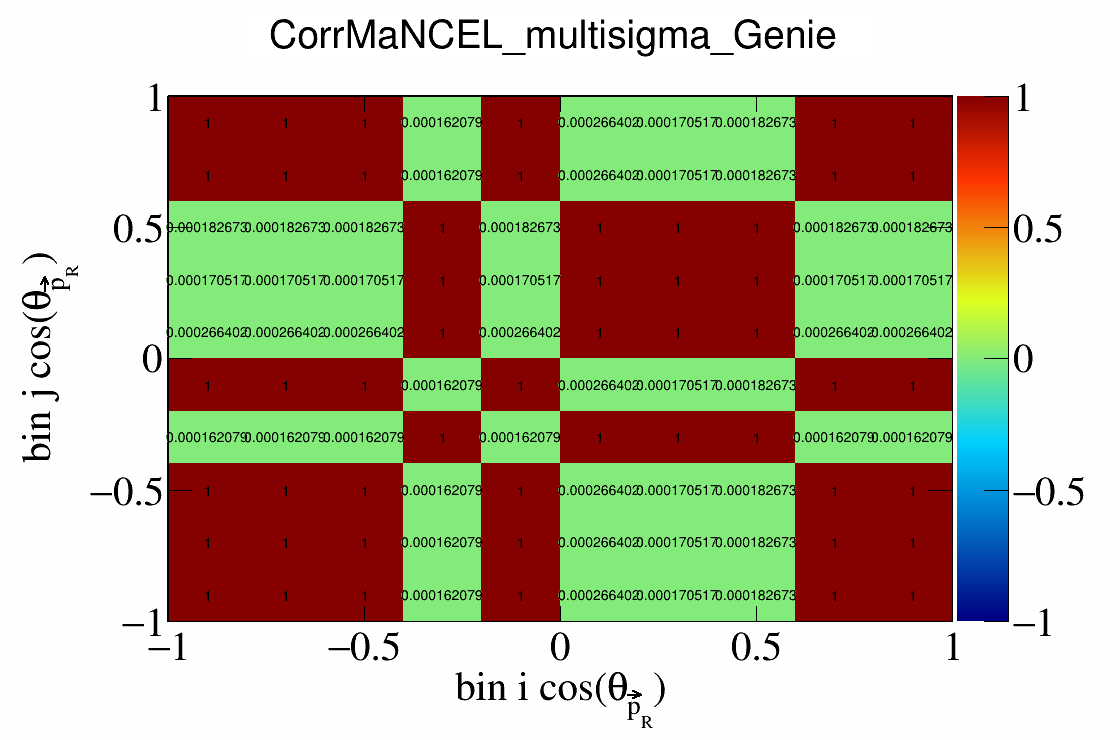 CorrMaNCEL_multisigma_Genie
1 1 1 1 0.000162079 1 0.000266402 0.000170517 0.000182673 1 1 1
1 1 1 0.000162079 1 0.000266402 0.000170517 0.000182673 1 1
0.5 0.000182673 0.000182673 0.000182673 1 0.000182673 1 1 1 0.000182673 0.000182673 0.5
0.000170517 0.000170517 0.000170517 1 0.000170517 1 1 1 0.000170517 0.000170517
0.000266402 0.000266402 0.000266402 1 0.000266402 1 1 1 0.000266402 0.000266402
0 0
1 1 1 0.000162079 1 0.000266402 0.000170517 0.000182673 1 1
0.000162079 0.000162079 0.000162079 1 0.000162079 1 1 1 0.000162079 0.000162079
−0.5 1 1 1 0.000162079 1 0.000266402 0.000170517 0.000182673 1 1 −0.5
1 1 1 0.000162079 1 0.000266402 0.000170517 0.000182673 1 1
1 1 1 0.000162079 1 0.000266402 0.000170517 0.000182673 1 1
−1 −1
−1 −0.5 0 0.5 1
bin i cos(θ_{\vec{p}_R})
bin j cos(θ_{\vec{p}_R})